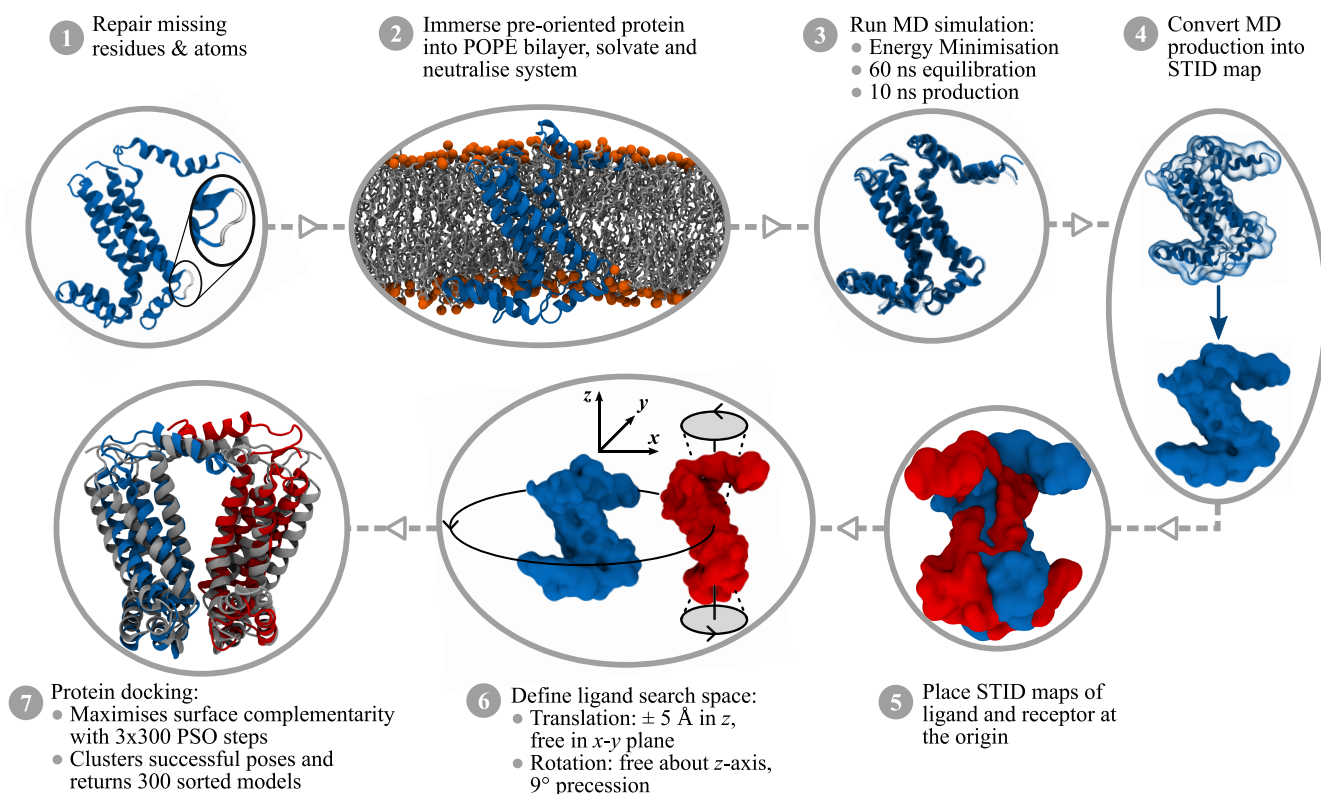 1
Repair missing
residues & atoms
2
Immerse pre-oriented protein
into POPE bilayer, solvate and
neutralise system
3
Run MD simulation:
Energy Minimisation
60 ns equilibration
10 ns production
4
Convert MD
production into
STID map
5
Place STID maps of
ligand and receptor at
the origin
z
y
x
6
Define ligand search space:
Translation: ± 5 Å in z,
free in x-y plane
Rotation: free about z-axis,
9° precession
7
Protein docking:
Maximises surface complementarity
with 3x300 PSO steps
Clusters successful poses and
returns 300 sorted models